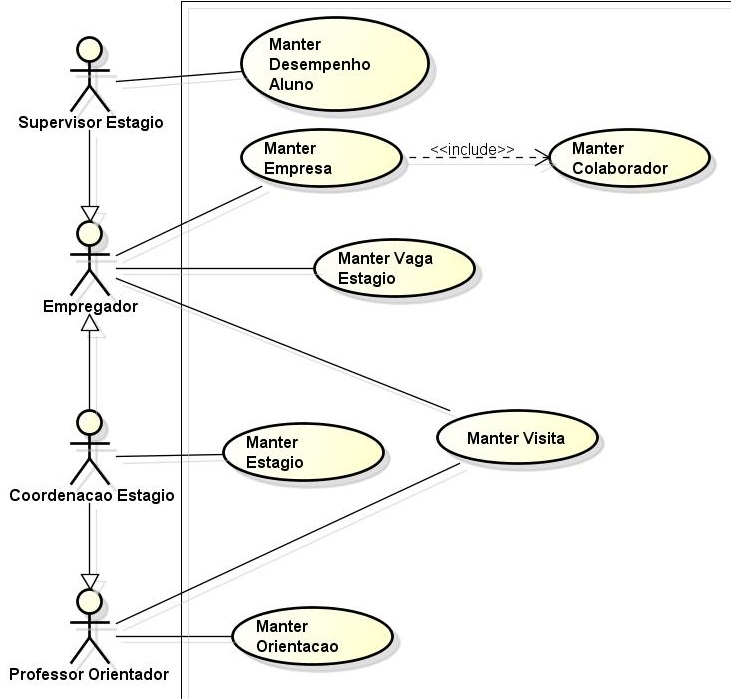 Manter
Desempenho
Aluno
Supervisor Estagio
Manter
Empresa
<<include>>
Manter
Colaborador
Manter Vaga
Estagio
Empregador
Manter
Estagio
Manter Visita
Coordenacao Estagio
Manter
Orientacao
Professor Orientador